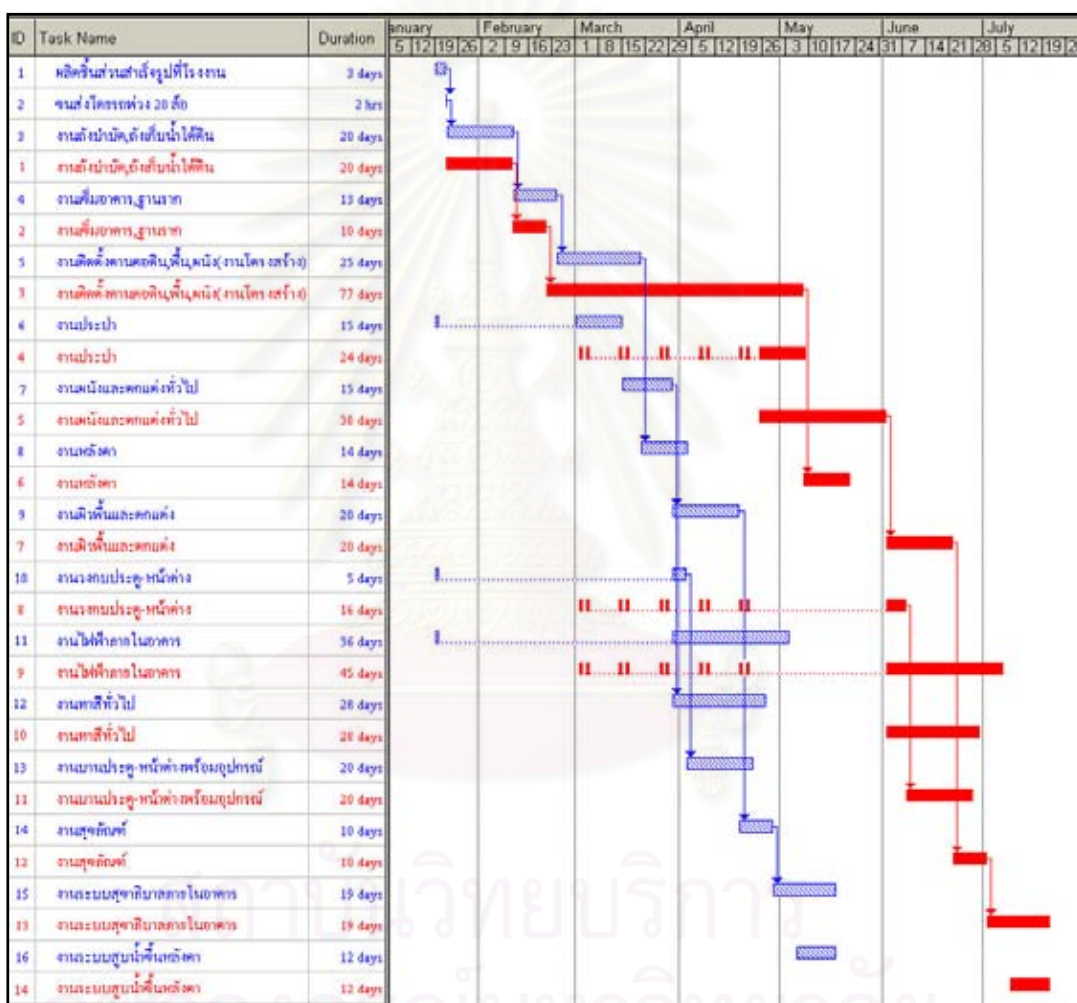 ID Task Name Duration anuary February March April May June July
5 12 19 26 2 9 16 23 1 8 15 22 29 5 12 19 26 3 10 17 24 31 7 14 21 28 5 12 19 2
1 ผลิตชิ้นส่วนสำเร็จรูปที่โรงงาน 3 days
2 ขนส่งโดยรถพ่วง 20 ล้อ 2 hrs
3 งานถังบำบัด,ถังเก็บน้ำใต้ดิน 20 days
1 งานถังบำบัด,ถังเก็บน้ำใต้ดิน 20 days
4 งานเข็มอาคาร,ฐานราก 13 days
2 งานเข็มอาคาร,ฐานราก 10 days
5 งานติดตั้งคานคอดิน,พื้น,ผนัง(งานโครงสร้าง) 25 days
3 งานติดตั้งคานคอดิน,พื้น,ผนัง(งานโครงสร้าง) 77 days
6 งานประปา 15 days
4 งานประปา 24 days
7 งานผนังและตกแต่งทั่วไป 15 days
5 งานผนังและตกแต่งทั่วไป 38 days
8 งานหลังคา 14 days
6 งานหลังคา 14 days
9 งานผิวพื้นและตกแต่ง 20 days
7 งานผิวพื้นและตกแต่ง 20 days
10 งานวงกบประตู-หน้าต่าง 5 days
8 งานวงกบประตู-หน้าต่าง 16 days
11 งานไฟฟ้าภายในอาคาร 36 days
9 งานไฟฟ้าภายในอาคาร 45 days
12 งานทาสีทั่วไป 28 days
10 งานทาสีทั่วไป 28 days
13 งานบานประตู-หน้าต่างพร้อมอุปกรณ์ 20 days
11 งานบานประตู-หน้าต่างพร้อมอุปกรณ์ 20 days
14 งานสุขภัณฑ์ 10 days
12 งานสุขภัณฑ์ 10 days
15 งานระบบสุขาภิบาลภายในอาคาร 19 days
13 งานระบบสุขาภิบาลภายในอาคาร 19 days
16 งานระบบสูบน้ำขึ้นหลังคา 12 days
14 งานระบบสูบน้ำขึ้นหลังคา 12 days
สถาบันวิทยบริการ